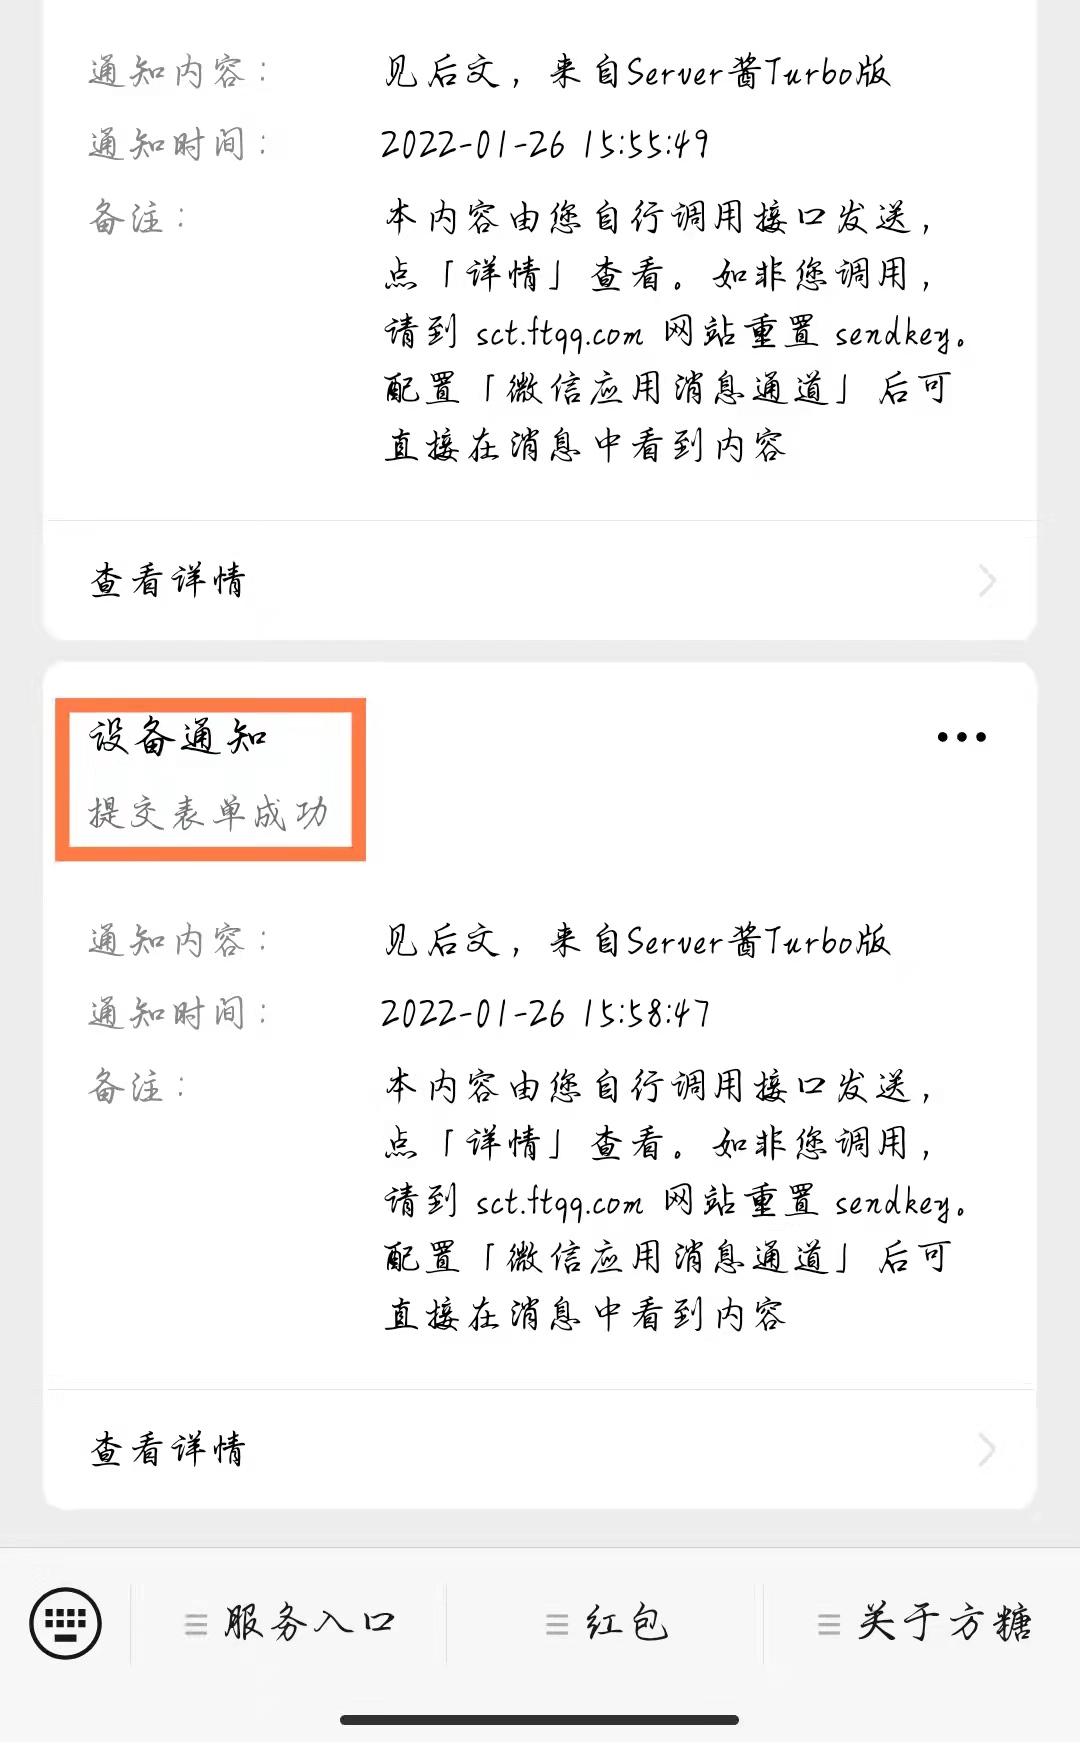 通知内容： 见后文，来自Server酱Turbo版
通知时间： 2022-01-26 15:55:49
备注： 本内容由您自行调用接口发送，
点「详情」查看。如非您调用，
请到 sct.ftqq.com 网站重置 sendkey。
配置「微信应用消息通道」后可
直接在消息中看到内容
查看详情
设备通知
提交表单成功
通知内容： 见后文，来自Server酱Turbo版
通知时间： 2022-01-26 15:58:47
备注： 本内容由您自行调用接口发送，
点「详情」查看。如非您调用，
请到 sct.ftqq.com 网站重置 sendkey。
配置「微信应用消息通道」后可
直接在消息中看到内容
查看详情
服务入口 红包 关于方糖